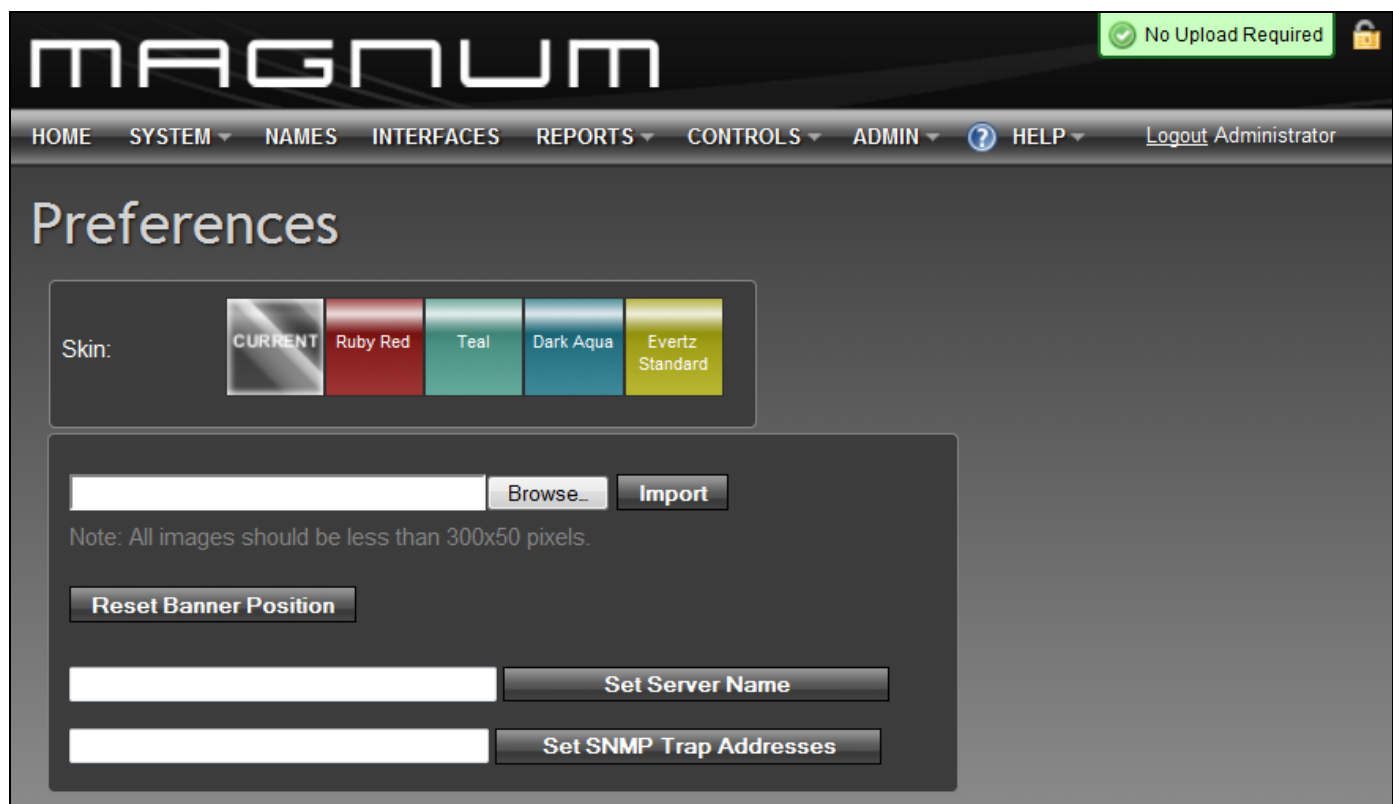 MAGNUM
No Upload Required
HOME SYSTEM NAMES INTERFACES REPORTS CONTROLS ADMIN ? HELP Logout Administrator
Preferences
Skin:
CURRENT
Ruby Red
Teal
Dark Aqua
Evertz
Standard
Browse...
Import
Note: All images should be less than 300x50 pixels.
Reset Banner Position
Set Server Name
Set SNMP Trap Addresses